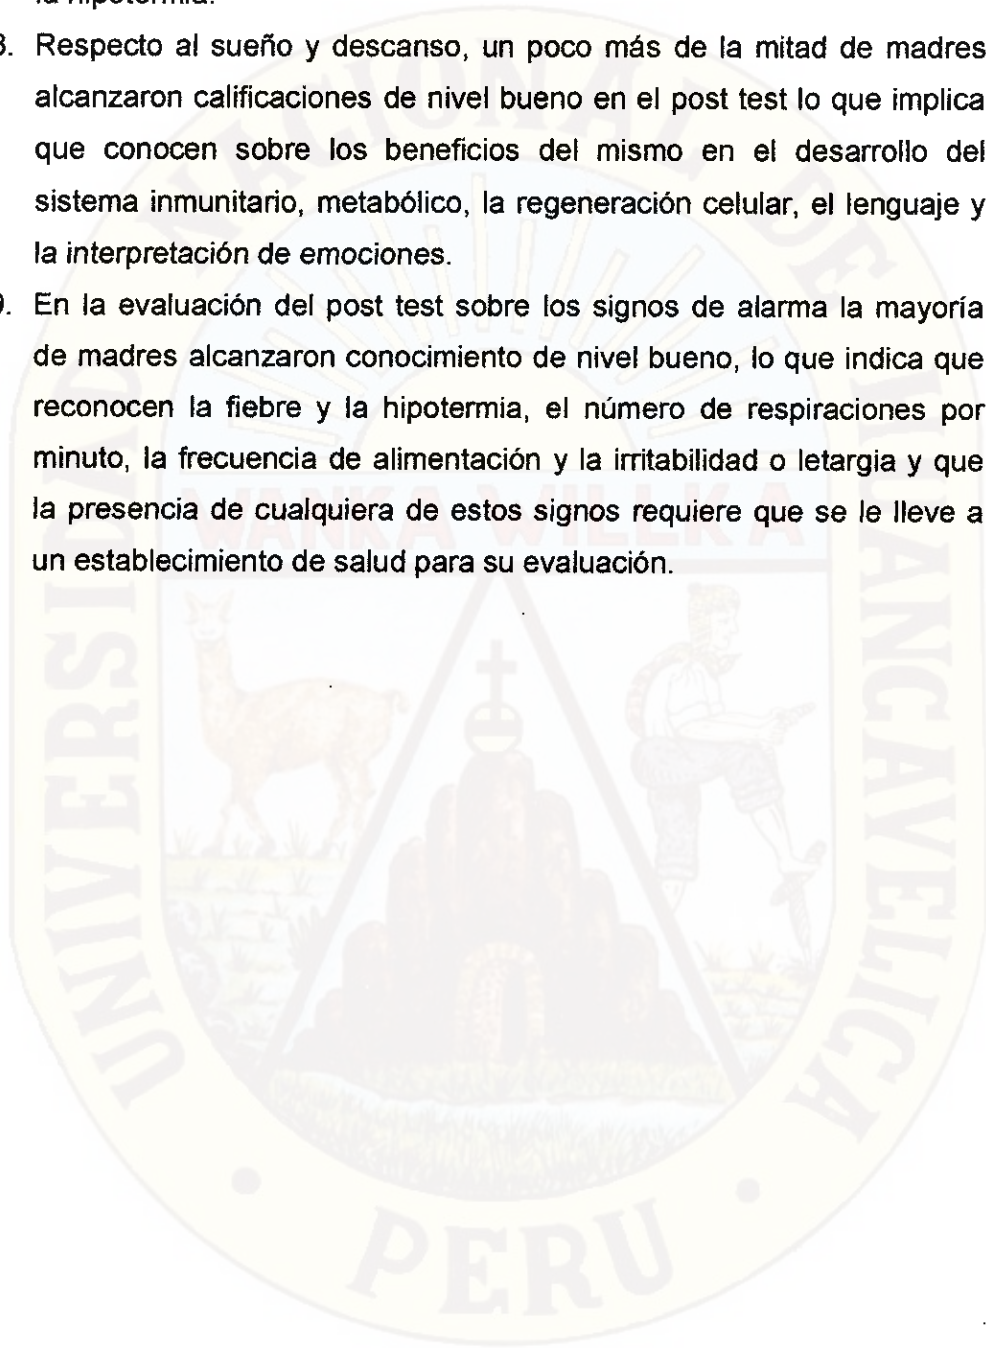 la hipotermia.
8. Respecto al sueño y descanso, un poco más de la mitad de madres
alcanzaron calificaciones de nivel bueno en el post test lo que implica
que conocen sobre los beneficios del mismo en el desarrollo del
sistema inmunitario, metabólico, la regeneración celular, el lenguaje y
la interpretación de emociones.
9. En la evaluación del post test sobre los signos de alarma la mayoría
de madres alcanzaron conocimiento de nivel bueno, lo que indica que
reconocen la fiebre y la hipotermia, el número de respiraciones por
minuto, la frecuencia de alimentación y la irritabilidad o letargia y que
la presencia de cualquiera de estos signos requiere que se le lleve a
un establecimiento de salud para su evaluación.
UNIVERSIDAD NACIONAL DE HUANCAVELICA
WANKA WILLKA
PERU